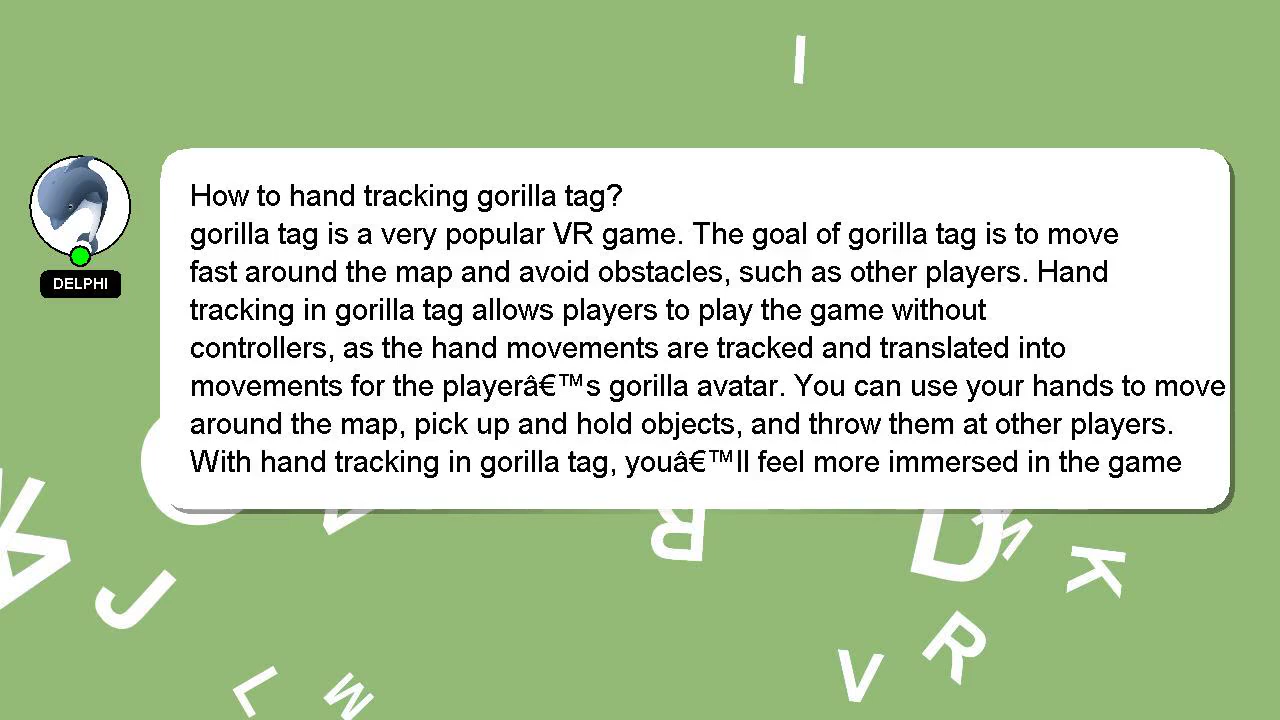 I
DELPHI
How to hand tracking gorilla tag?
gorilla tag is a very popular VR game. The goal of gorilla tag is to move
fast around the map and avoid obstacles, such as other players. Hand
tracking in gorilla tag allows players to play the game without
controllers, as the hand movements are tracked and translated into
movements for the playerâ€™s gorilla avatar. You can use your hands to move
around the map, pick up and hold objects, and throw them at other players.
With hand tracking in gorilla tag, youâ€™ll feel more immersed in the game
R
D
K
J
R
V
L
W